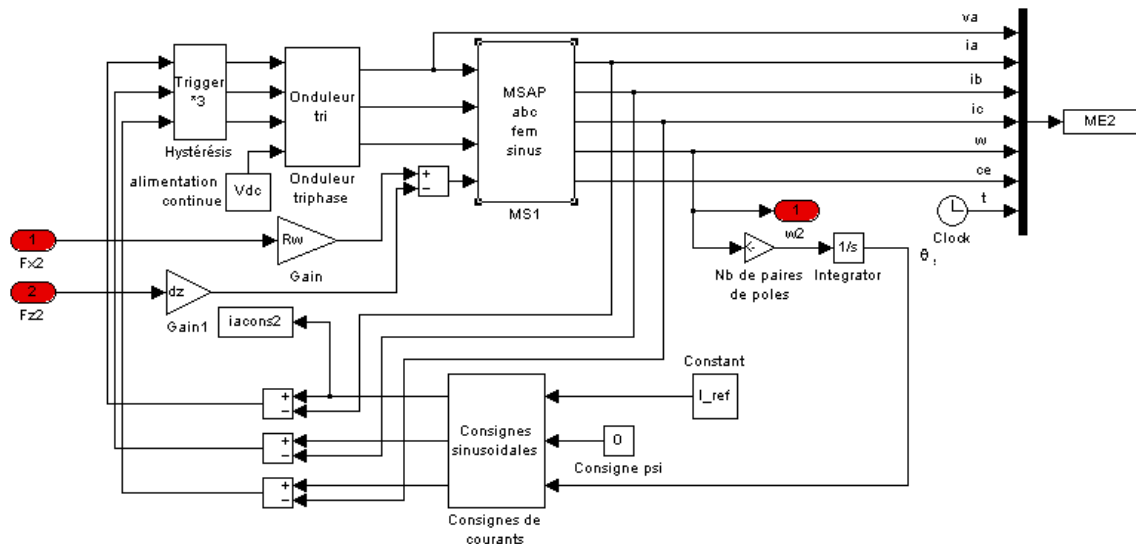 va
ia
ib
ic
w
ce
t
ME2
Trigger
*3
Hystérésis
Onduleur
tri
Onduleur
triphase
alimentation
continue
Vdc
MSAP
abc
fem
sinus
MS1
+
−
1
Fx2
Rw
Gain
2
Fz2
dz
Gain1
1
w2
Clock
-K-
Nb de paires
de poles
1/s
Integrator
iacons2
Constant
I_ref
+
−
Consignes
sinusoidales
0
Consigne psi
+
−
+
−
Consignes de
courants